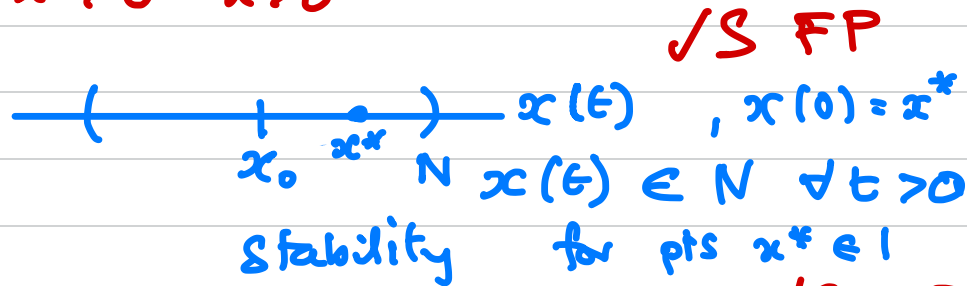 √S FP
( x₀ x* N ) x(t) , x(0) = x*
x(t) ∈ N ∀ t > 0
stability for pts x* ∈ I